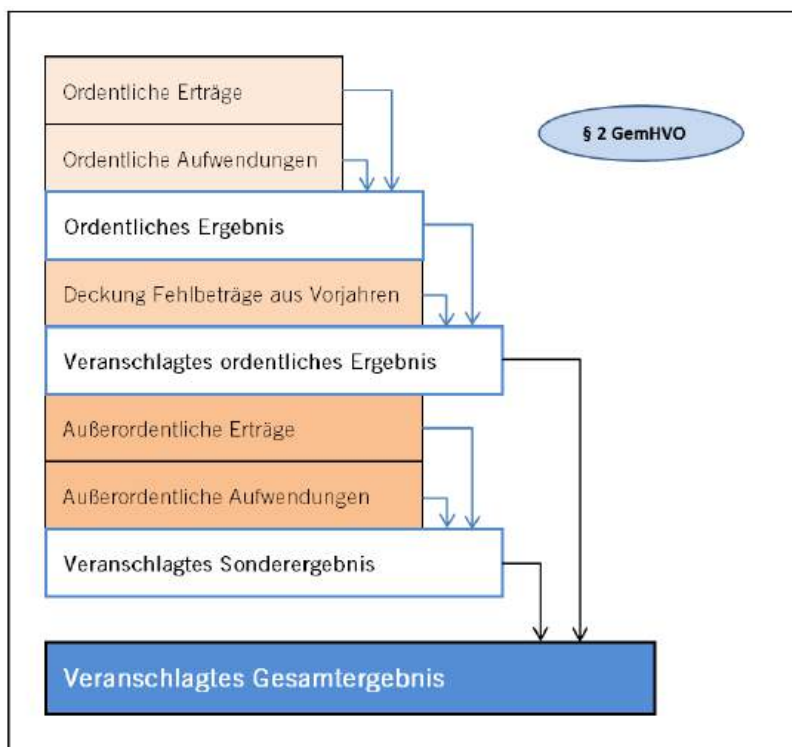 Ordentliche Erträge
§ 2 GemHVO
Ordentliche Aufwendungen
Ordentliches Ergebnis
Deckung Fehlbeträge aus Vorjahren
Veranschlagtes ordentliches Ergebnis
Außerordentliche Erträge
Außerordentliche Aufwendungen
Veranschlagtes Sonderergebnis
Veranschlagtes Gesamtergebnis